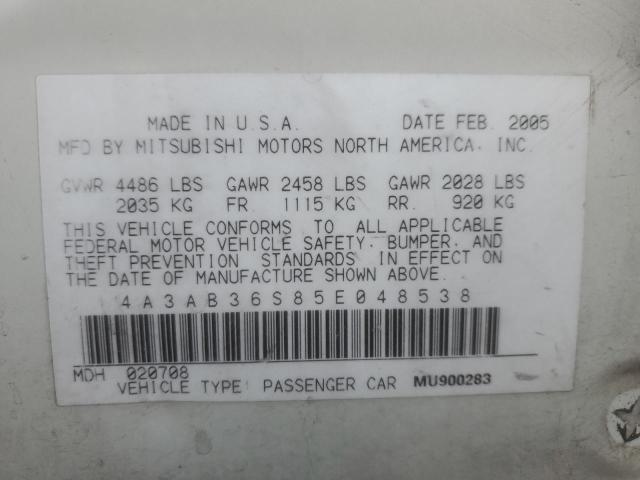 MADE IN U.S.A. DATE FEB. 2005
MFD BY MITSUBISHI MOTORS NORTH AMERICA, INC.
GVWR 4486 LBS GAWR 2458 LBS GAWR 2028 LBS
2035 KG FR. 1115 KG RR. 920 KG
THIS VEHICLE CONFORMS TO ALL APPLICABLE
FEDERAL MOTOR VEHICLE SAFETY, BUMPER, AND
THEFT PREVENTION STANDARDS IN EFFECT ON
THE DATE OF MANUFACTURE SHOWN ABOVE.
4A3AB36S85E048538
MDH 020708
VEHICLE TYPE: PASSENGER CAR MU900283